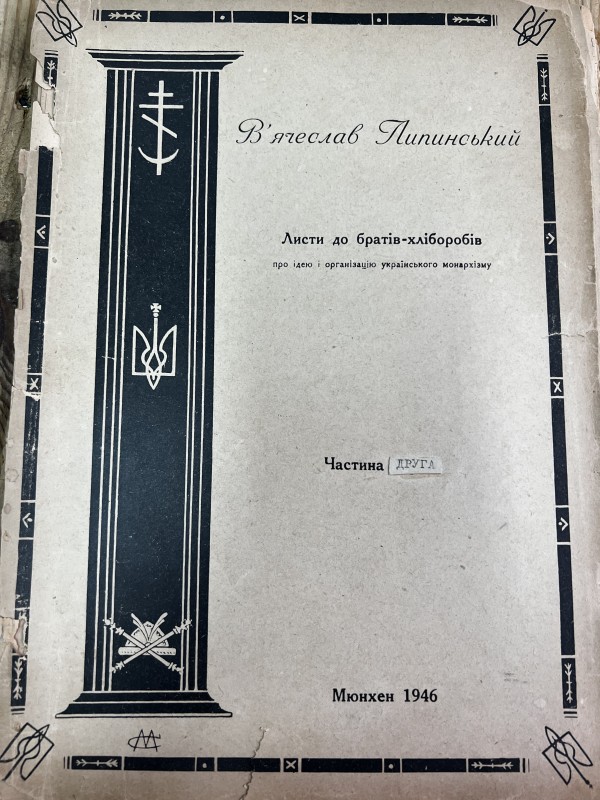 В'ячеслав Липинський
Листи до братів-хліборобів
про ідею і організацію українського монархізму
Частина ДРУГА
Мюнхен 1946